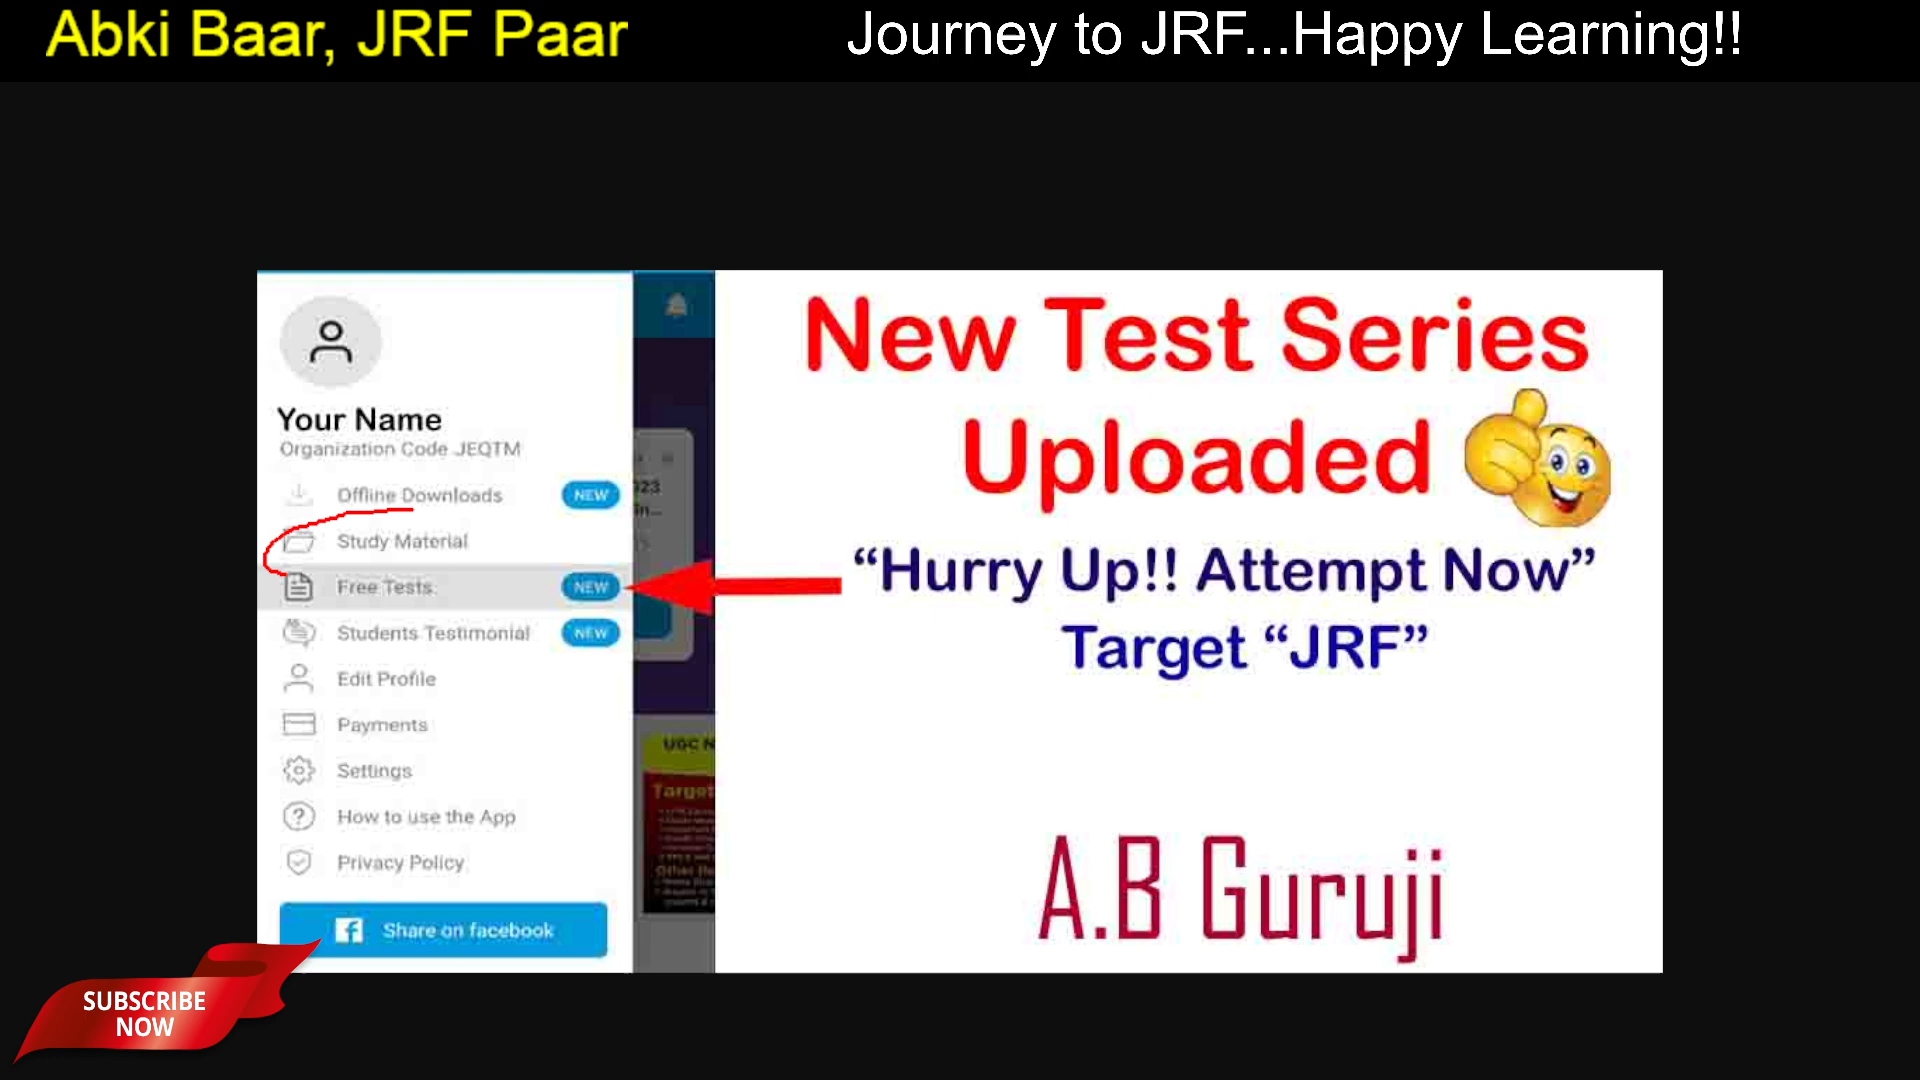 Abki Baar, JRF Paar
Journey to JRF...Happy Learning!!
Your Name
Organization Code JEQTM
Offline Downloads NEW
Study Material
Free Tests NEW
Students Testimonial NEW
Edit Profile
Payments
Settings
How to use the App
Privacy Policy
Share on facebook
UGC N
Target
New Test Series
Uploaded
“Hurry Up!! Attempt Now”
Target “JRF”
A.B Guruji
SUBSCRIBE
NOW